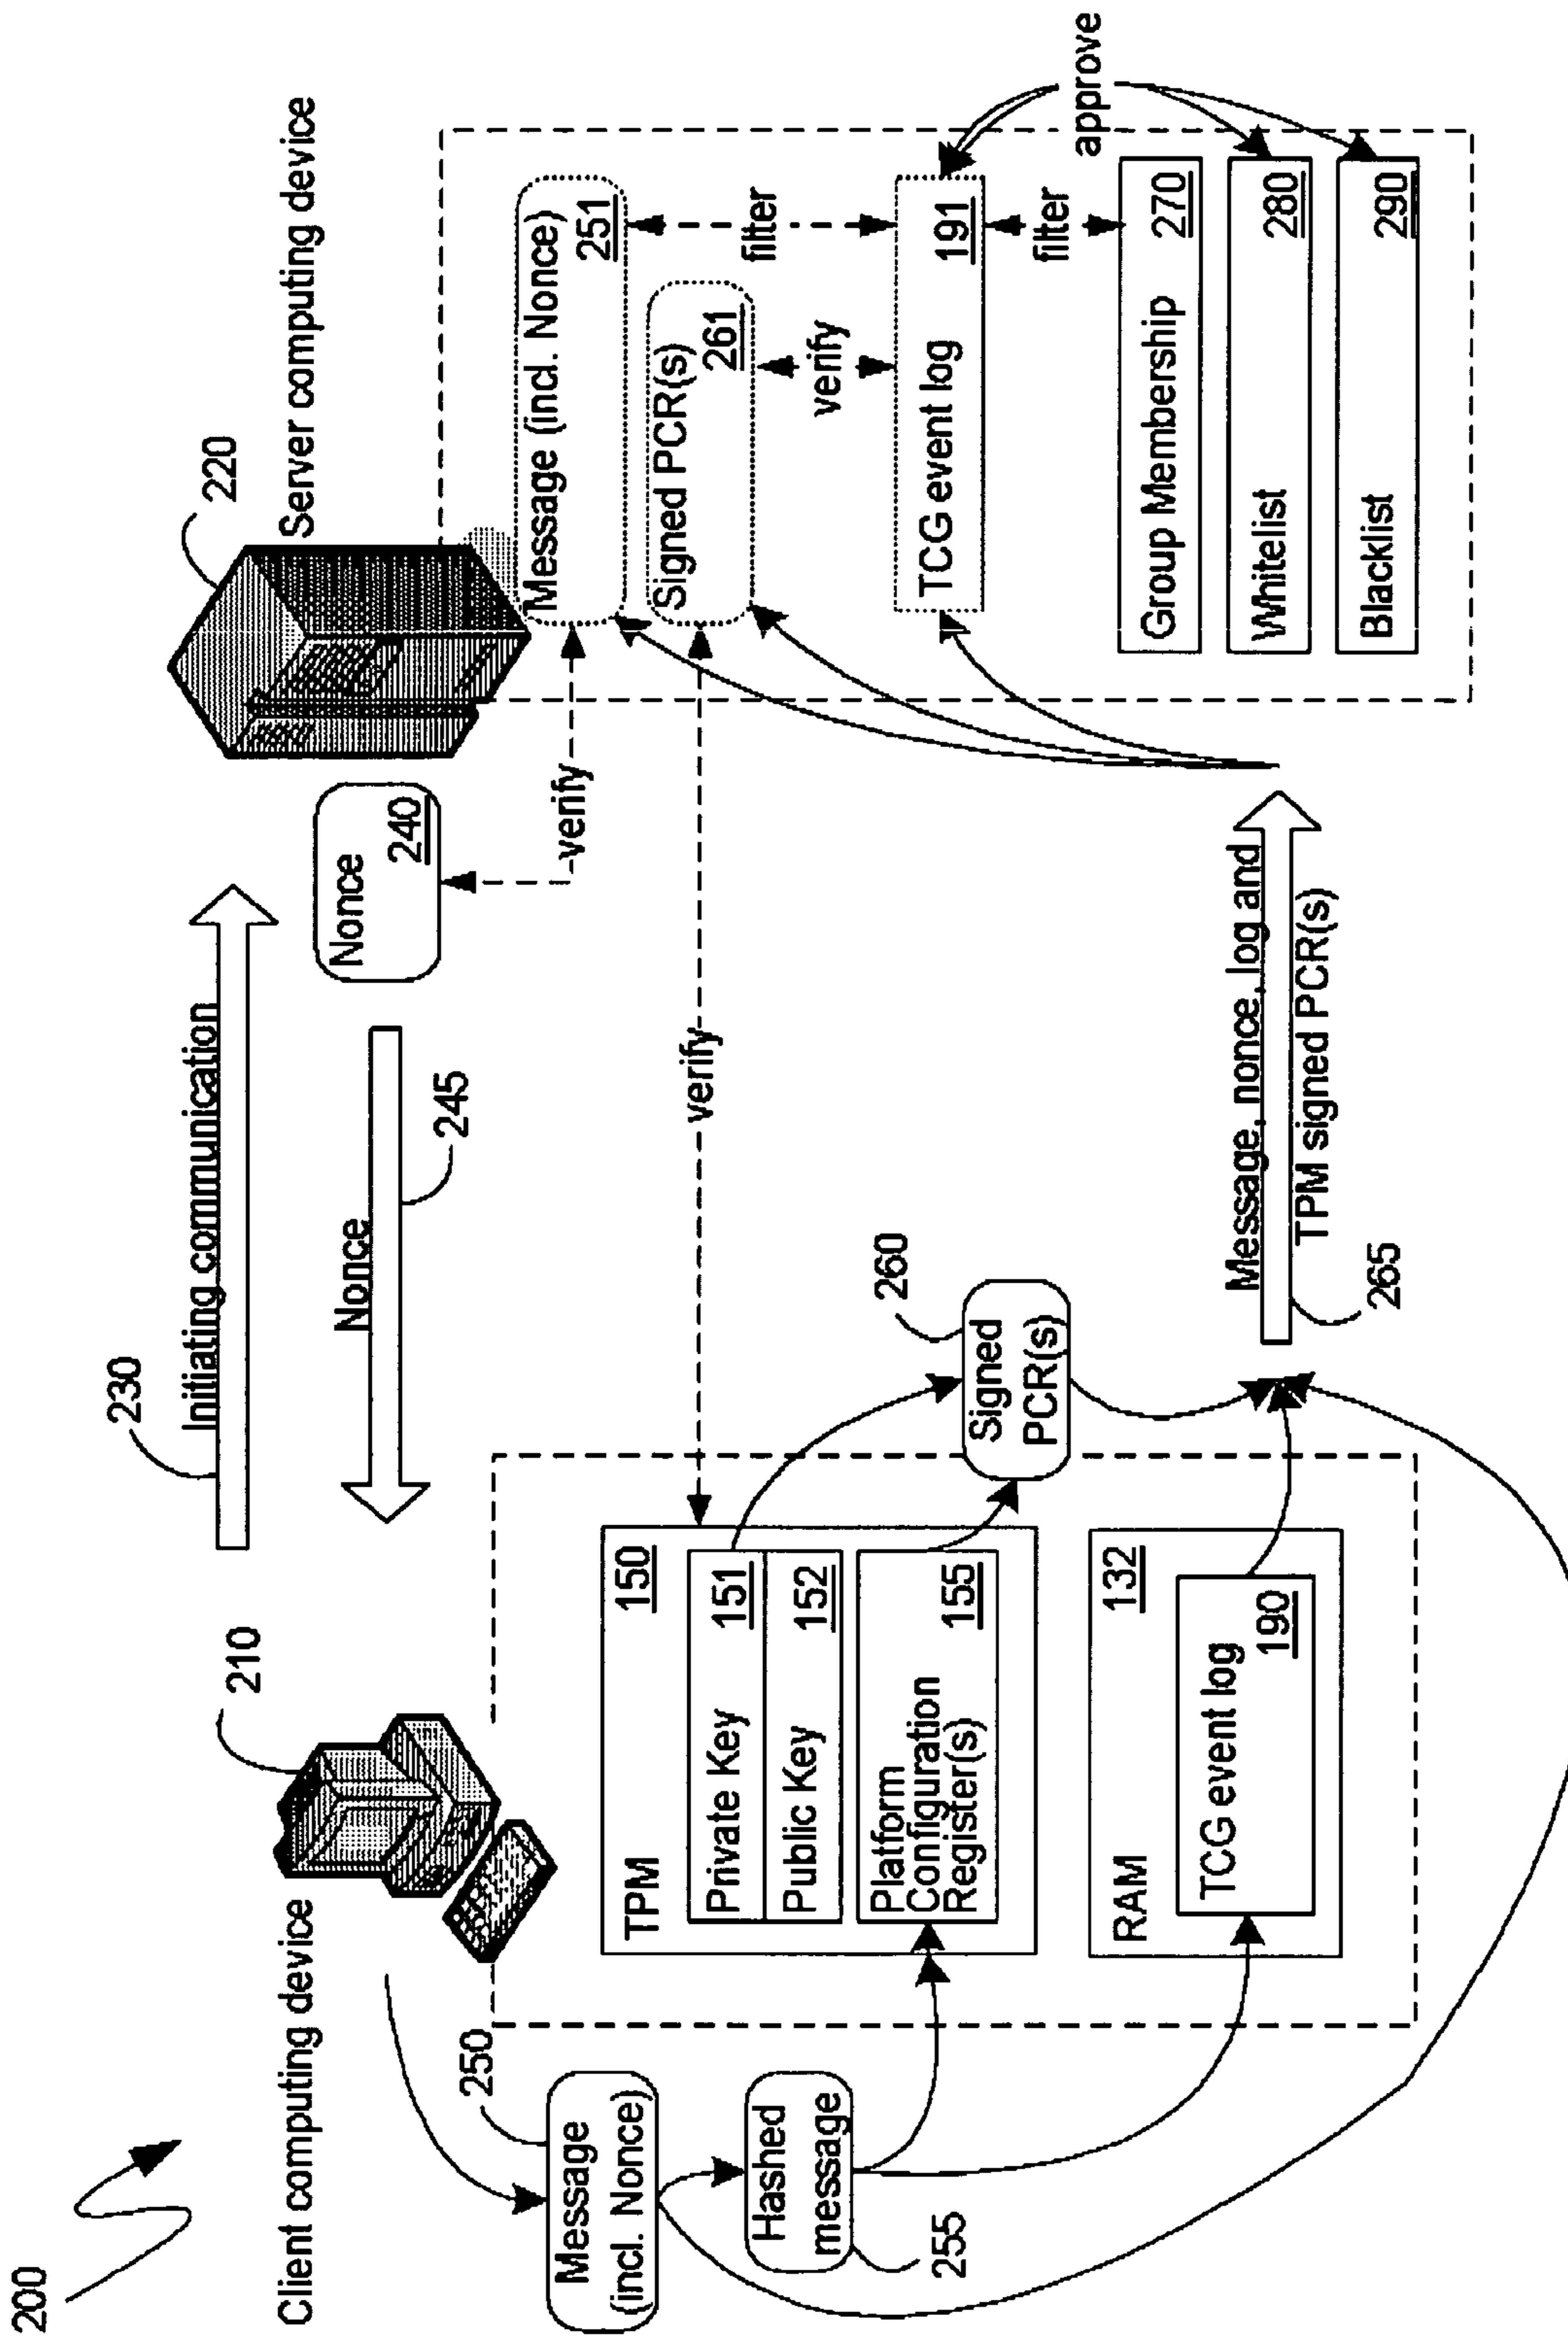 200
Client computing device
210
230
Initiating communication
Nonce
245
220
Server computing device
Nonce
240
verify
250
Message
(incl. Nonce)
Hashed
message
255
TPM
150
Private Key
151
Public Key
152
Platform
Configuration
Register(s)
155
RAM
132
TCG event log
190
260
Signed
PCR(s)
verify
Message, nonce, log and
TPM signed PCR(s)
265
Message (incl. Nonce)
251
Signed PCR(s)
261
verify
filter
TCG event log
191
filter
approve
Group Membership
270
Whitelist
280
Blacklist
290